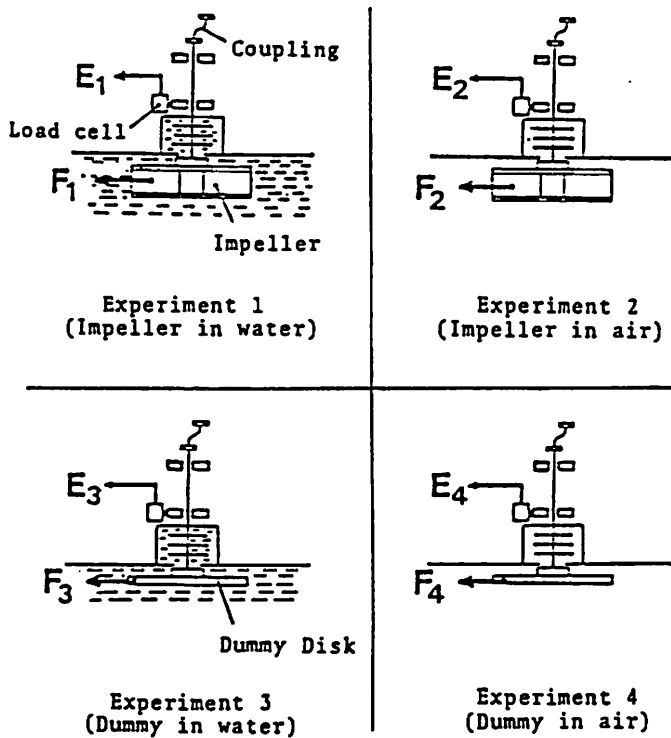 Coupling
E1
Load cell
F1
Impeller
Experiment 1
(Impeller in water)
E2
F2
Experiment 2
(Impeller in air)
E3
F3
Dummy Disk
Experiment 3
(Dummy in water)
E4
F4
Experiment 4
(Dummy in air)